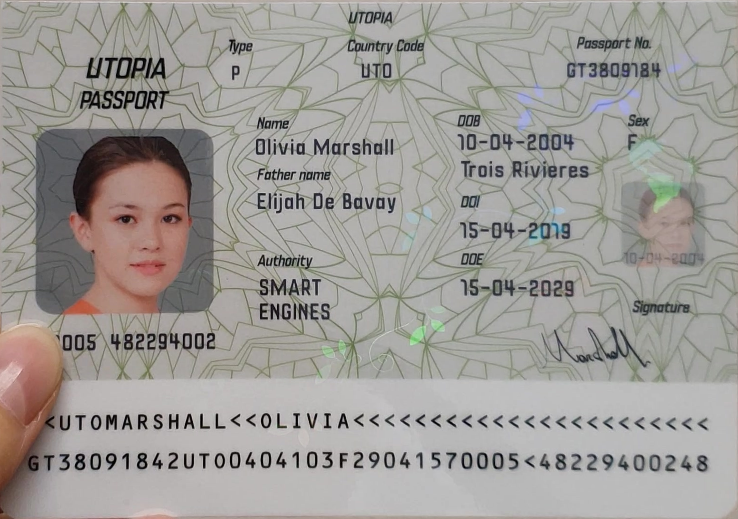 UTOPIA
Type Country Code Passport No.
UTOPIA P UTO GT3809184
PASSPORT
Name DOB Sex
Olivia Marshall 10-04-2004 F
Father name Trois Rivieres
Elijah De Bavay DOI
15-04-2019
Authority DOE
SMART 15-04-2029
ENGINES Signature
005 482294002
Marshall
10-04-2004
<UTOMARSHALL<<OLIVIA<<<<<<<<<<<<<<<<<<<<<<<<
GT38091842UTO0404103F29041570005<48229400248